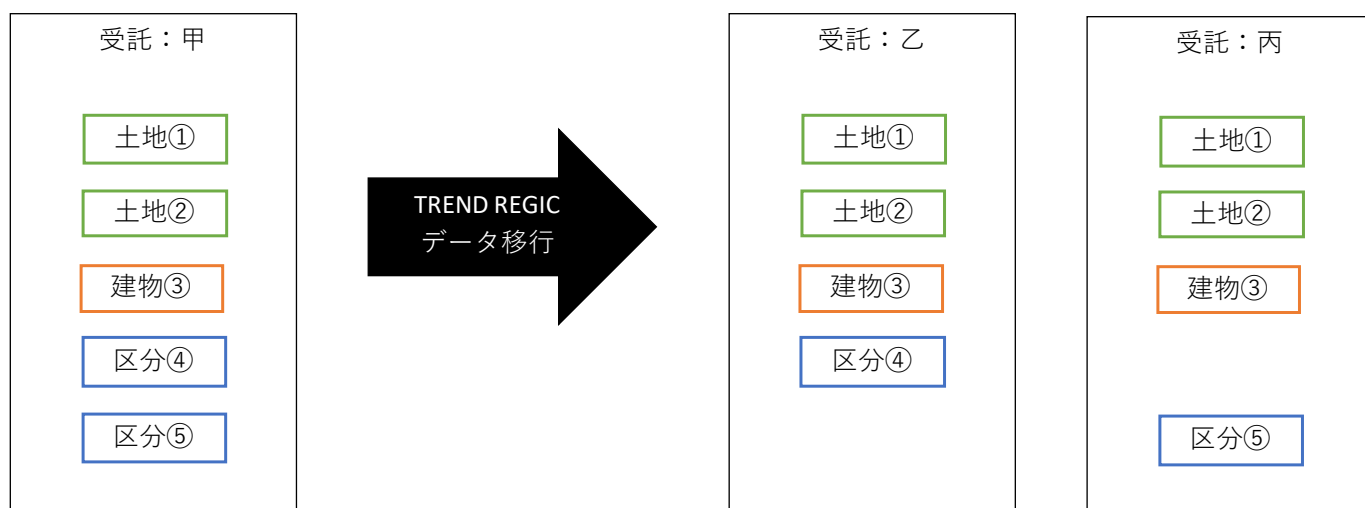 受託：甲
土地①
土地②
建物③
区分④
区分⑤
TREND REGIC
データ移行
受託：乙
土地①
土地②
建物③
区分④
受託：丙
土地①
土地②
建物③
区分⑤